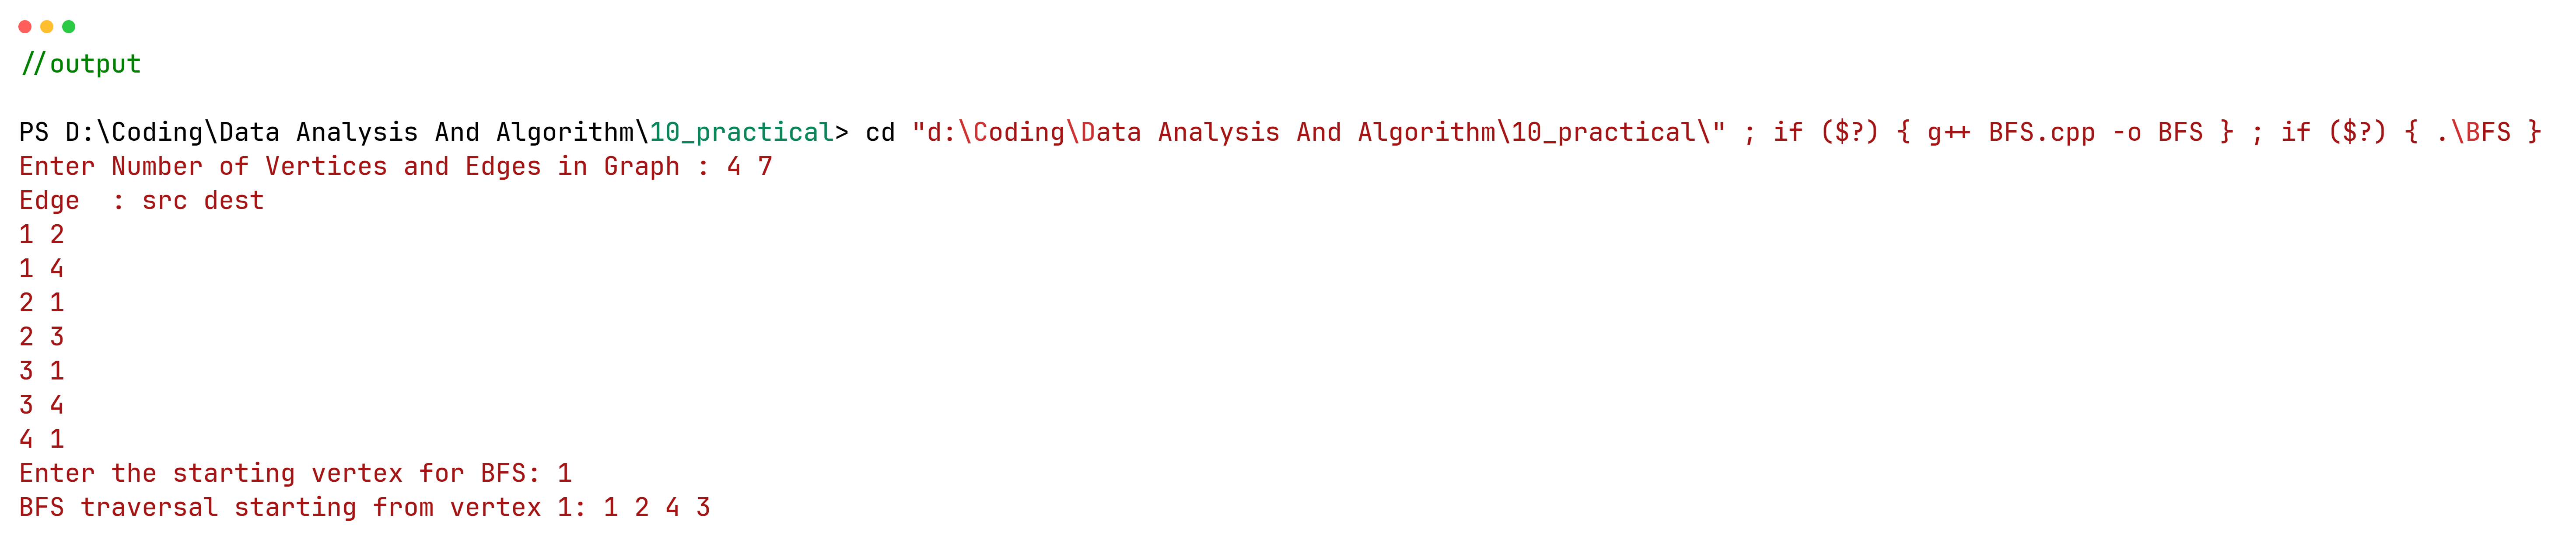 //output
PS D:\Coding\Data Analysis And Algorithm\10_practical> cd "d:\Coding\Data Analysis And Algorithm\10_practical\" ; if ($?) { g++ BFS.cpp -o BFS } ; if ($?) { .\BFS }
Enter Number of Vertices and Edges in Graph : 4 7
Edge  : src dest
1 2
1 4
2 1
2 3
3 1
3 4
4 1
Enter the starting vertex for BFS: 1
BFS traversal starting from vertex 1: 1 2 4 3